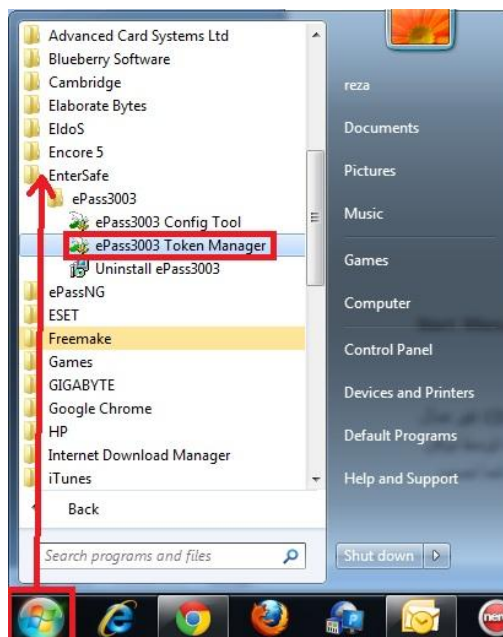 Advanced Card Systems Ltd
Blueberry Software
Cambridge
Elaborate Bytes
EldoS
Encore 5
EnterSafe
ePass3003
ePass3003 Config Tool
ePass3003 Token Manager
Uninstall ePass3003
ePassNG
ESET
Freemake
Games
GIGABYTE
Google Chrome
HP
Internet Download Manager
iTunes
Back
Search programs and files
reza
Documents
Pictures
Music
Games
Computer
Control Panel
Devices and Printers
Default Programs
Help and Support
Shut down